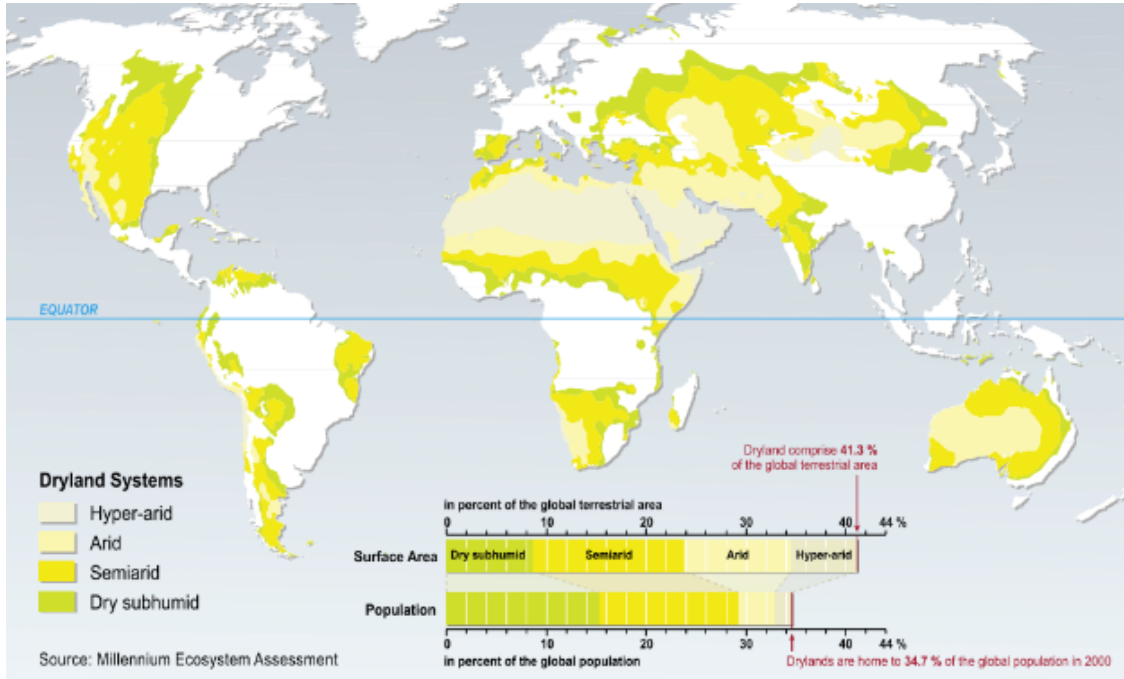 EQUATOR
Dryland comprise 41.3 %
of the global terrestrial area
Dryland Systems
Hyper-arid
Arid
Semiarid
Dry subhumid
Source: Millennium Ecosystem Assessment
in percent of the global terrestrial area
0 10 20 30 40 44 %
Surface Area Dry subhumid Semiarid Arid Hyper-arid
Population
0 10 20 30 40 44 %
in percent of the global population
Drylands are home to 34.7 % of the global population in 2000